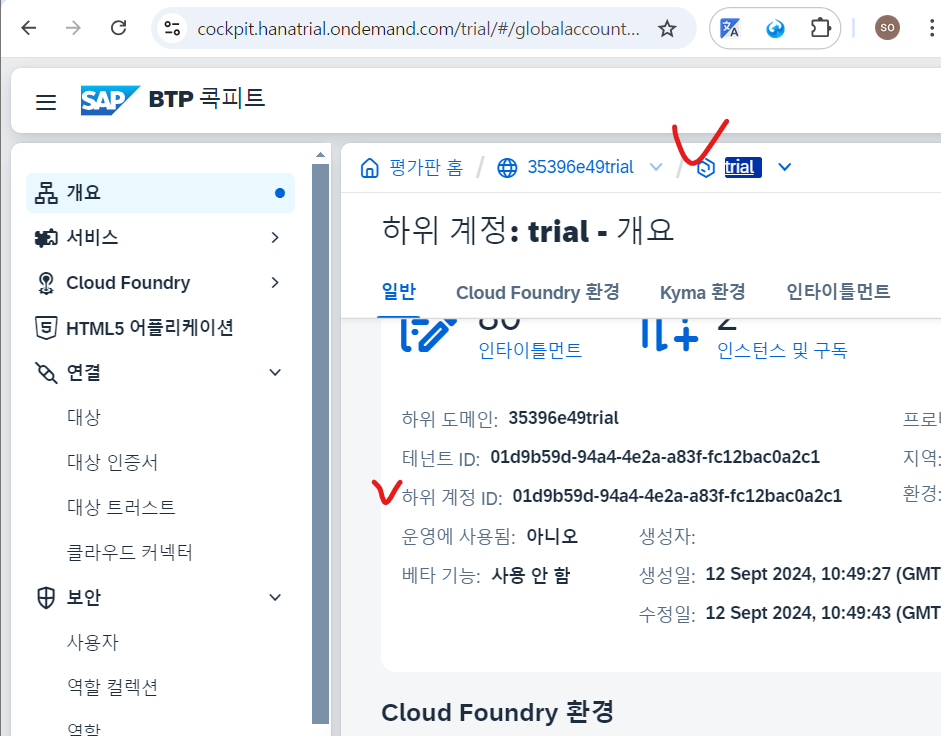 cockpit.hanatrial.ondemand.com/trial/#/globalaccount...
SO
SAP BTP 콕피트
개요
서비스
Cloud Foundry
HTML5 어플리케이션
연결
대상
대상 인증서
대상 트러스트
클라우드 커넥터
보안
사용자
역할 컬렉션
역할
평가판 홈 / 35396e49trial / trial
하위 계정: trial - 개요
일반 Cloud Foundry 환경 Kyma 환경 인타이틀먼트
인타이틀먼트 인스턴스 및 구독
하위 도메인: 35396e49trial
테넌트 ID: 01d9b59d-94a4-4e2a-a83f-fc12bac0a2c1 지역:
하위 계정 ID: 01d9b59d-94a4-4e2a-a83f-fc12bac0a2c1 환경:
운영에 사용됨: 아니오 생성자:
베타 기능: 사용 안 함 생성일: 12 Sept 2024, 10:49:27 (GMT
수정일: 12 Sept 2024, 10:49:43 (GMT
Cloud Foundry 환경